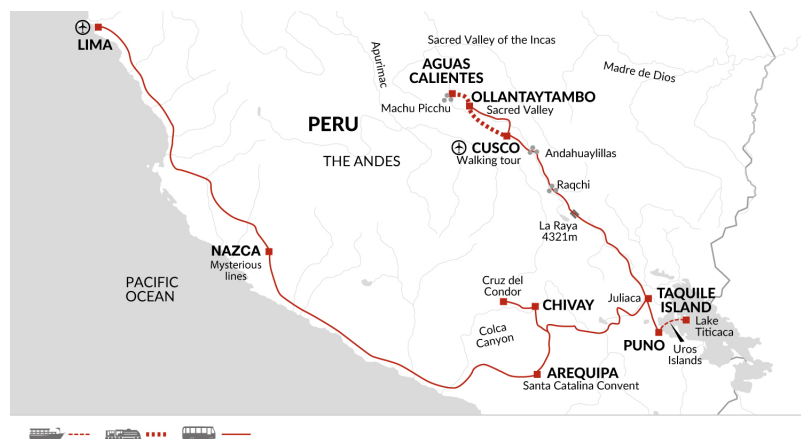 LIMA
Apurimac
Sacred Valley of the Incas
Madre de Dios
AGUAS
CALIENTES
OLLANTAYTAMBO
Sacred Valley
Machu Picchu
PERU
CUSCO
Walking tour
THE ANDES
Andahuaylillas
Raqchi
La Raya
4321m
NAZCA
Mysterious
lines
PACIFIC
OCEAN
Cruz del
Condor
CHIVAY
Juliaca
TAQUILE
ISLAND
Lake
Titicaca
Colca
Canyon
PUNO
Uros
Islands
AREQUIPA
Santa Catalina Convent